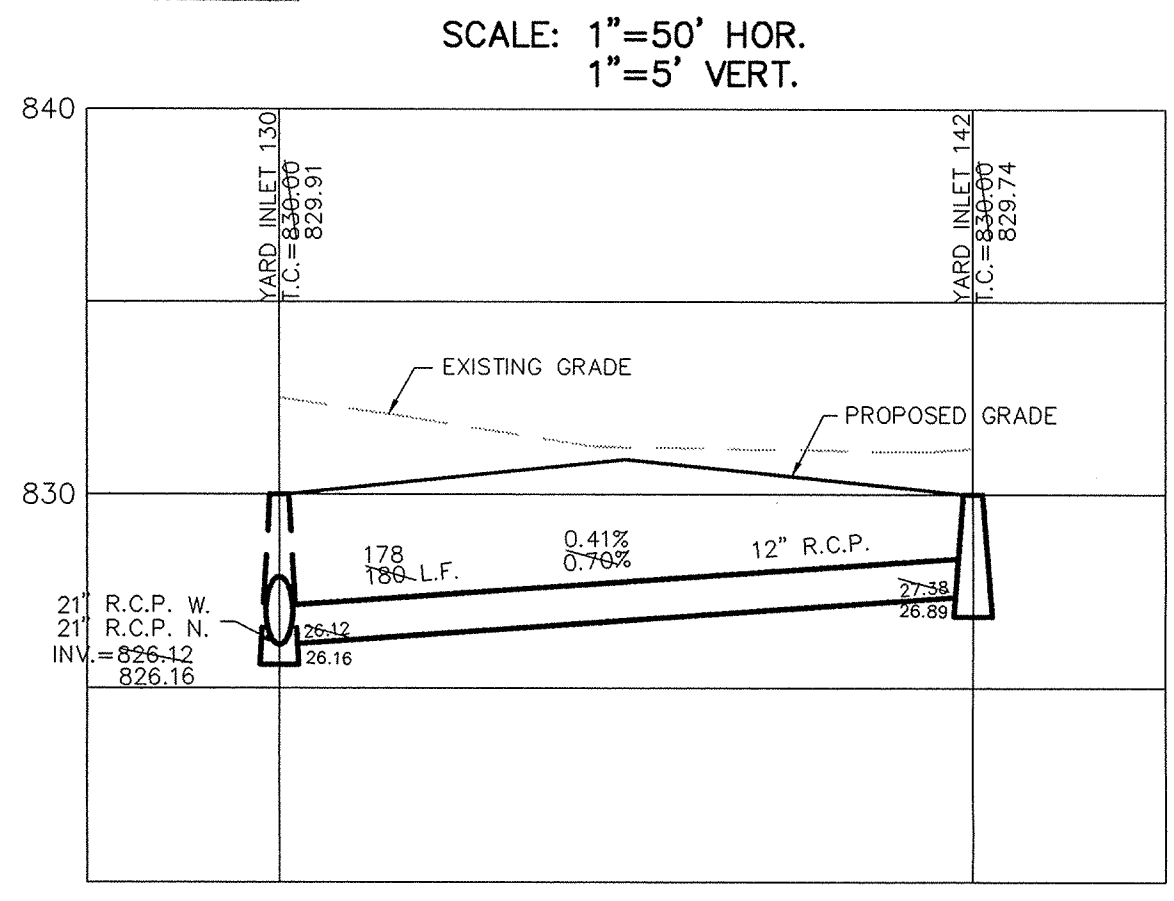 SCALE: 1"=50' HOR.
1"=5' VERT.
840
YARD INLET 130
T.C.=830.00
829.91
YARD INLET 142
T.C.=830.00
829.74
EXISTING GRADE
PROPOSED GRADE
830
178
180 L.F.
0.41%
0.70%
12" R.C.P.
27.38
26.89
21" R.C.P. W.
21" R.C.P. N.
INV.=826.12
826.16
26.12
26.16